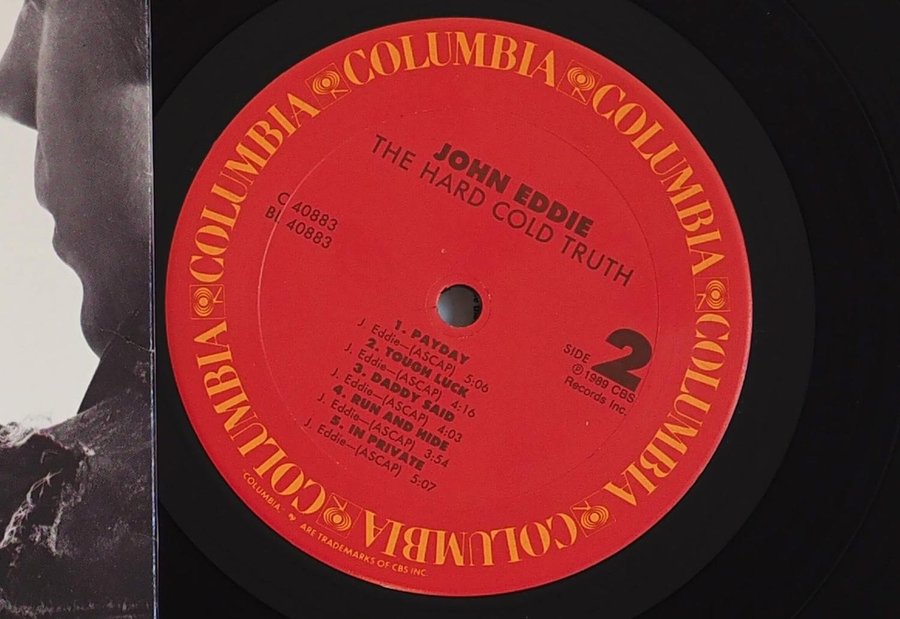 COLUMBIA COLUMBIA COLUMBIA COLUMBIA COLUMBIA COLUMBIA COLUMBIA COLUMBIA
JOHN EDDIE
THE HARD COLD TRUTH
C 40883
BL 40883
1. PAYDAY
J. Eddie—(ASCAP) 5:06
2. TOUGH LUCK
J. Eddie—(ASCAP) 4:16
3. DADDY SAID
J. Eddie—(ASCAP) 4:03
4. RUN AND HIDE
J. Eddie—(ASCAP) 3:54
5. IN PRIVATE
J. Eddie—(ASCAP) 5:07
SIDE 2
℗ 1989 CBS
Records Inc.
COLUMBIA, ARE TRADEMARKS OF CBS INC.